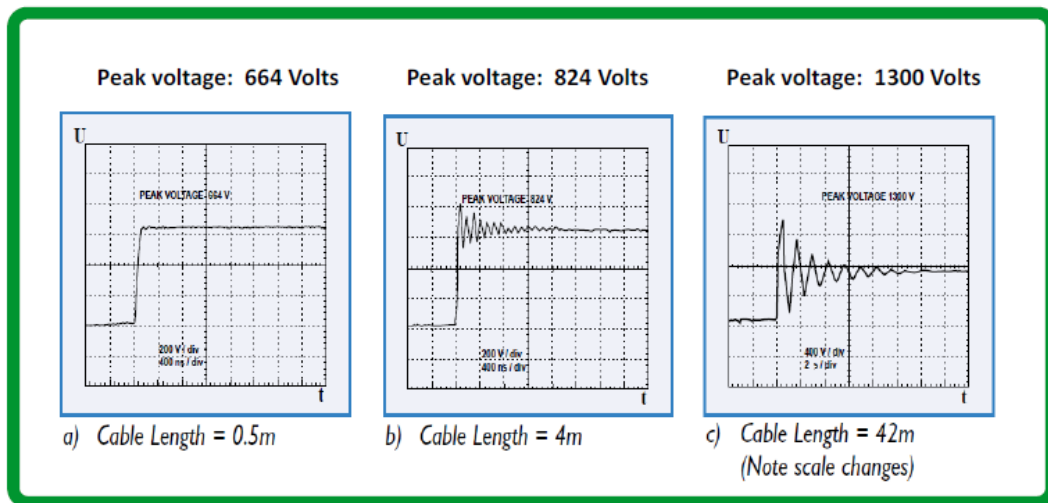 Peak voltage: 664 Volts
Peak voltage: 824 Volts
Peak voltage: 1300 Volts
U
PEAK VOLTAGE 664 V
200 V / div
400 ns / div
t
U
PEAK VOLTAGE 824 V
200 V / div
400 ns / div
t
U
PEAK VOLTAGE 1300 V
400 V / div
2 s / div
t
a) Cable Length = 0.5m
b) Cable Length = 4m
c) Cable Length = 42m
(Note scale changes)